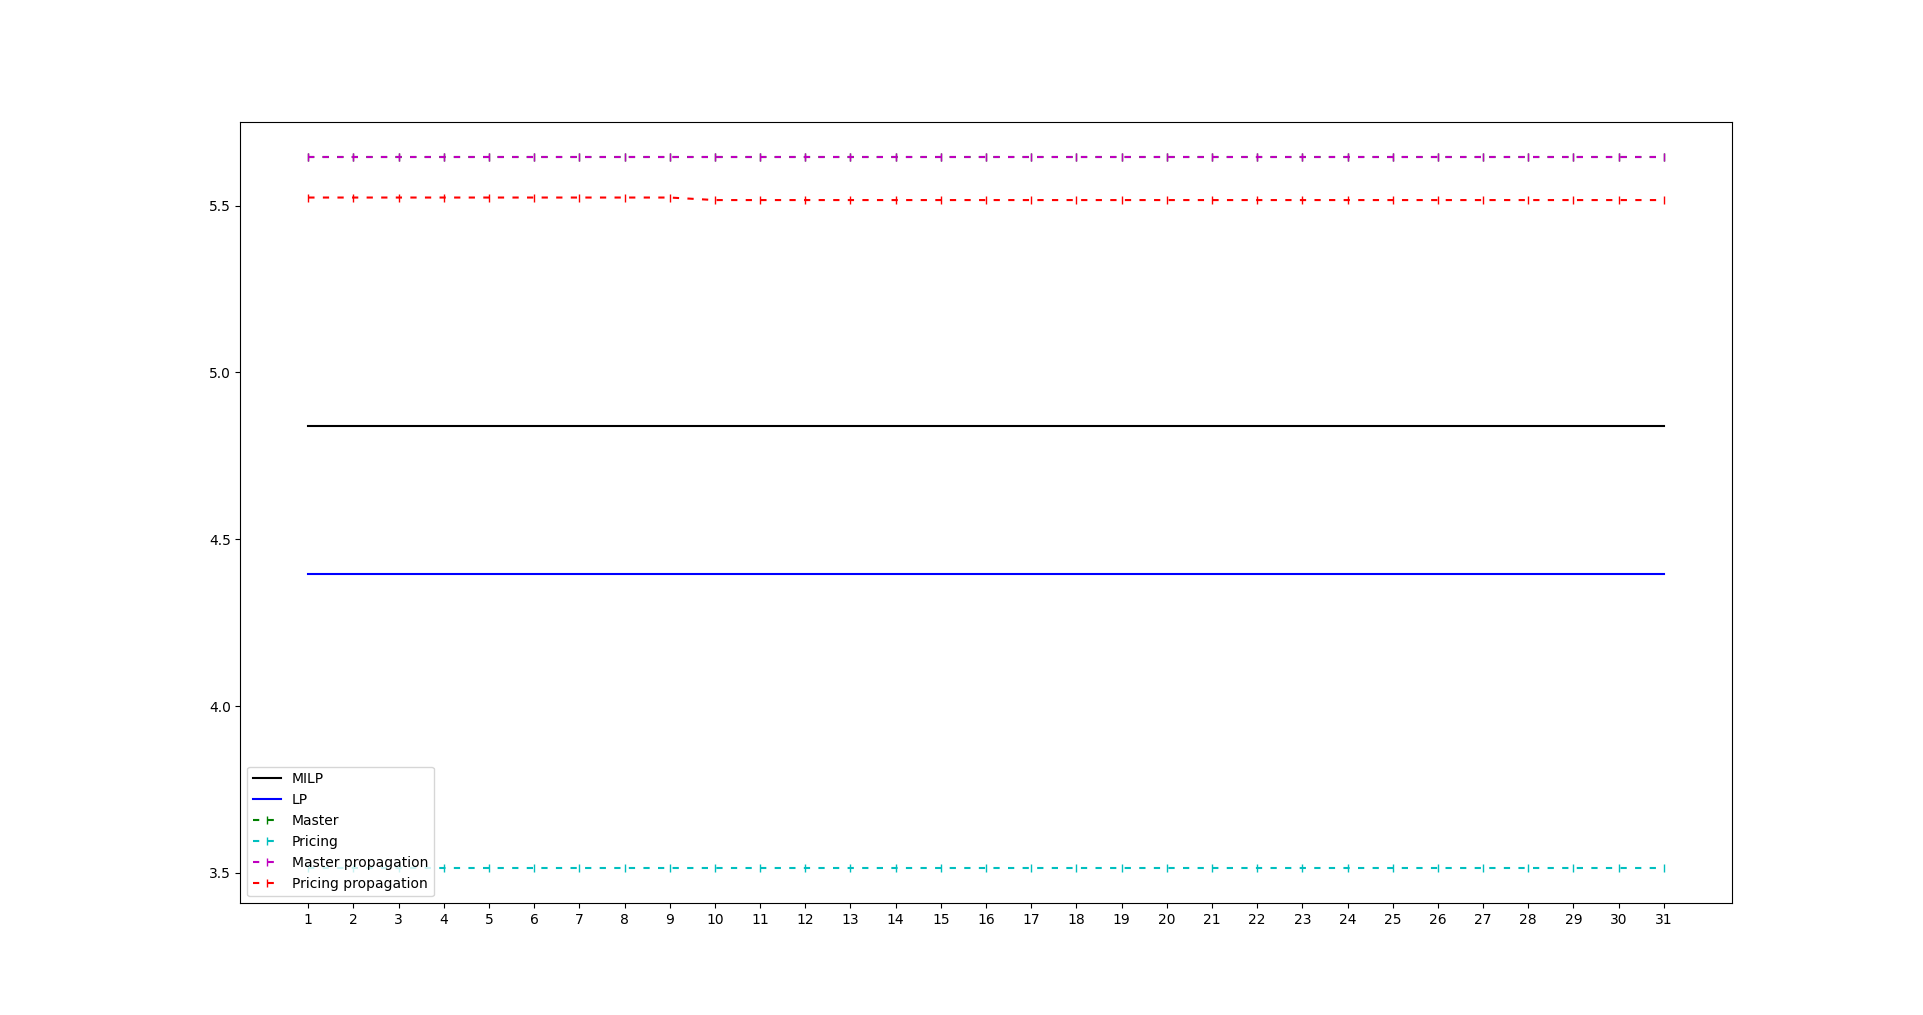 5.5
5.0
4.5
4.0
3.5
MILP
LP
Master
Pricing
Master propagation
Pricing propagation
1 2 3 4 5 6 7 8 9 10 11 12 13 14 15 16 17 18 19 20 21 22 23 24 25 26 27 28 29 30 31